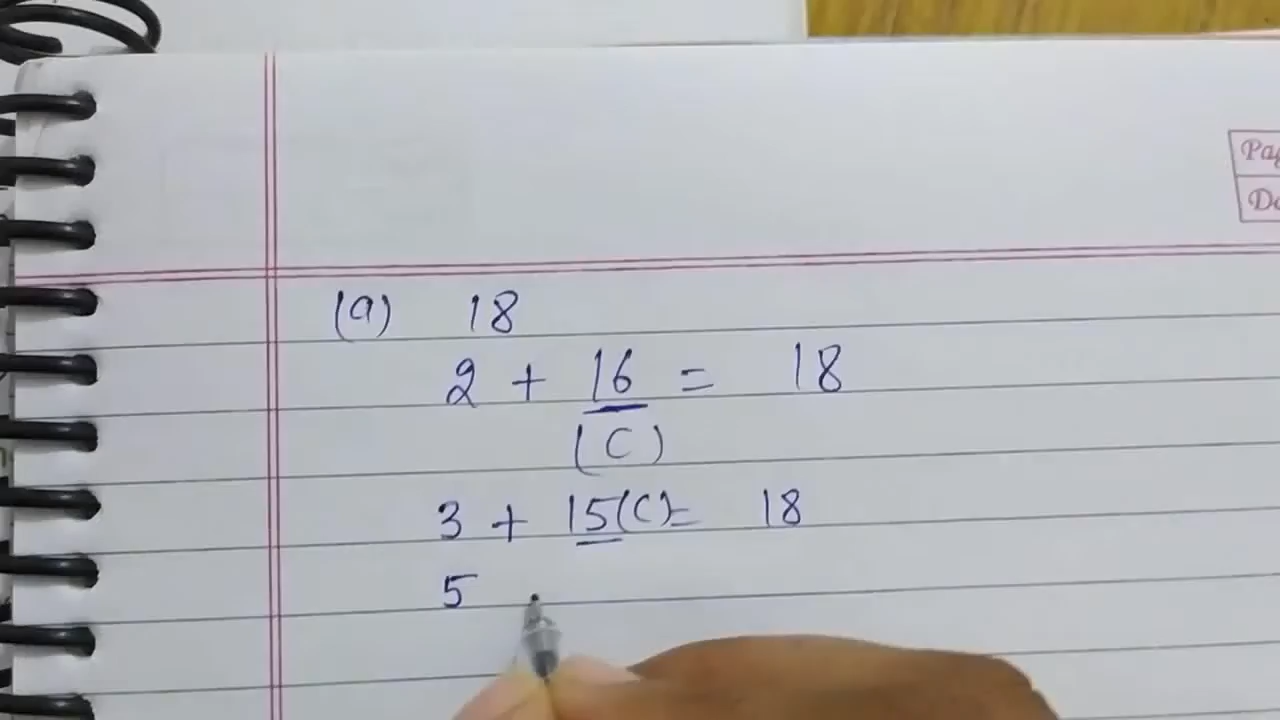 (a) 18
2 + 16 = 18
(C)
3 + 15(C)= 18
5